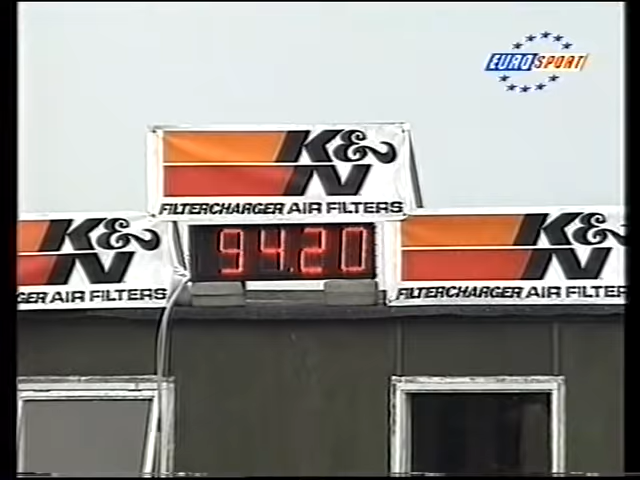 EUROSPORT
K&N
FILTERCHARGER AIR FILTERS
K&N
GER AIR FILTERS
94.20
K&N
FILTERCHARGER AIR FILTER